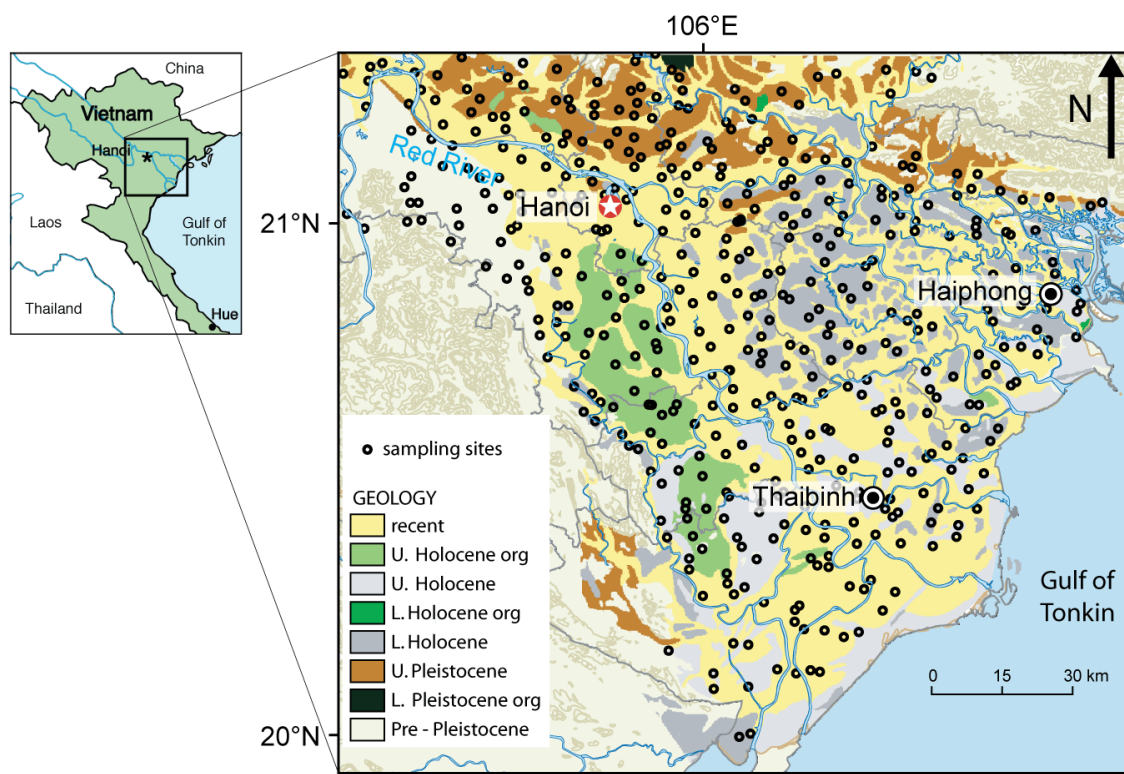 China
Vietnam
Hanoi
*
Laos
Gulf of
Tonkin
Thailand
Hue
106°E
21°N
20°N
N
Red River
Hanoi
Haiphong
Thaibinh
Gulf of
Tonkin
0 15 30 km
sampling sites
GEOLOGY
recent
U. Holocene org
U. Holocene
L. Holocene org
L. Holocene
U. Pleistocene
L. Pleistocene org
Pre - Pleistocene